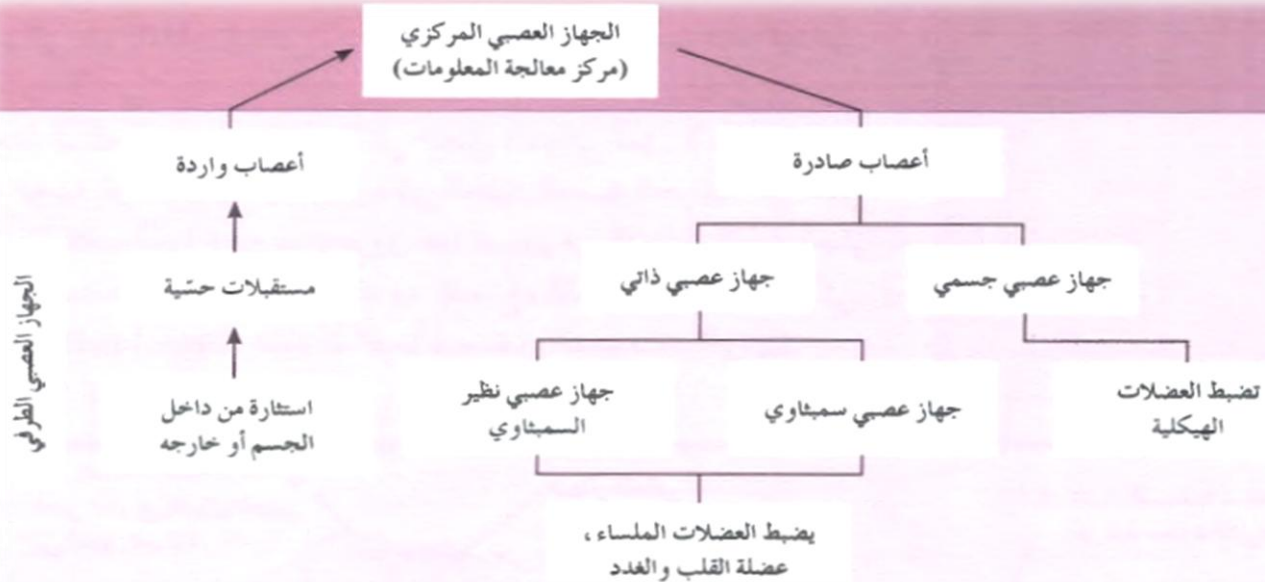 الجهاز العصبي المركزي
(مركز معالجة المعلومات)
أعصاب صادرة
أعصاب واردة
جهاز عصبي جسمي
جهاز عصبي ذاتي
مستقبلات حسّية
الجهاز العصبي الطرفي
تضبط العضلات
الهيكلية
جهاز عصبي سمبثاوي
جهاز عصبي نظير
السمبثاوي
استثارة من داخل
الجسم أو خارجه
يضبط العضلات الملساء ،
عضلة القلب والغدد